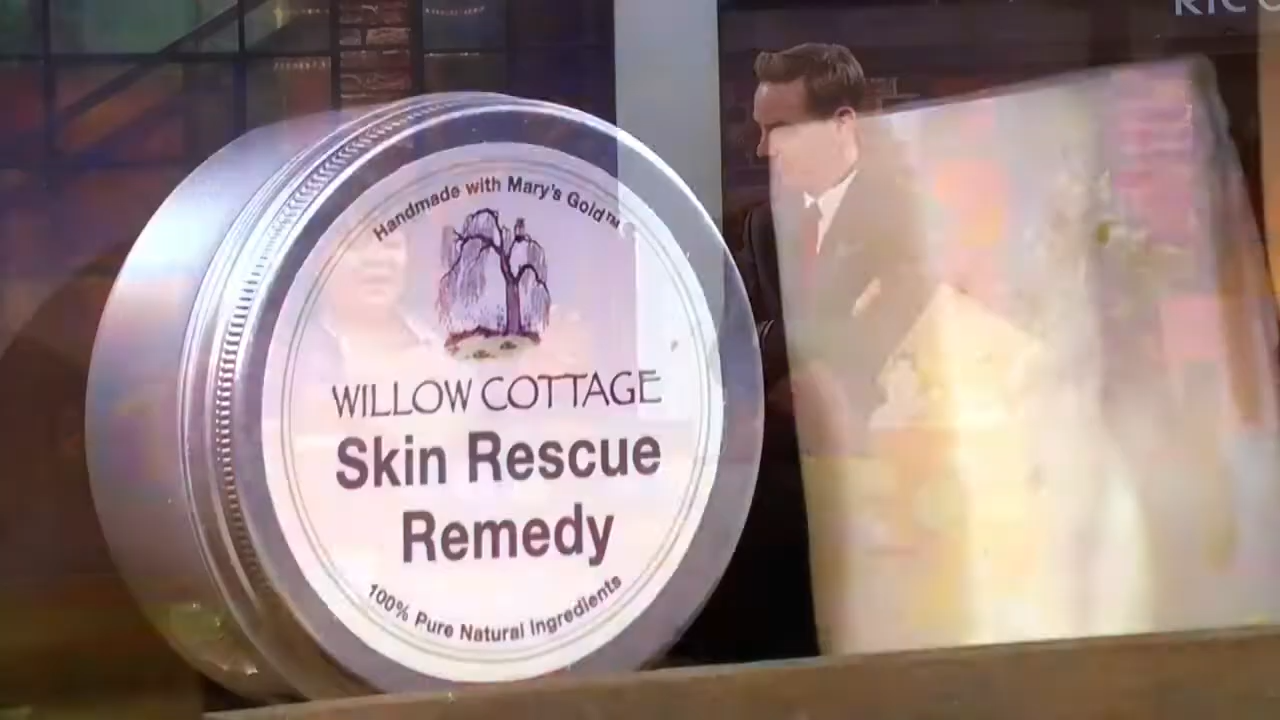 Handmade with Mary's Gold™
WILLOW COTTAGE
Skin Rescue
Remedy
100% Pure Natural Ingredients